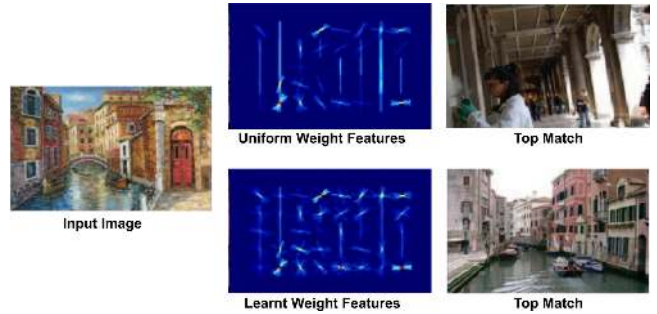 Uniform Weight Features
Top Match
Input Image
Learnt Weight Features
Top Match